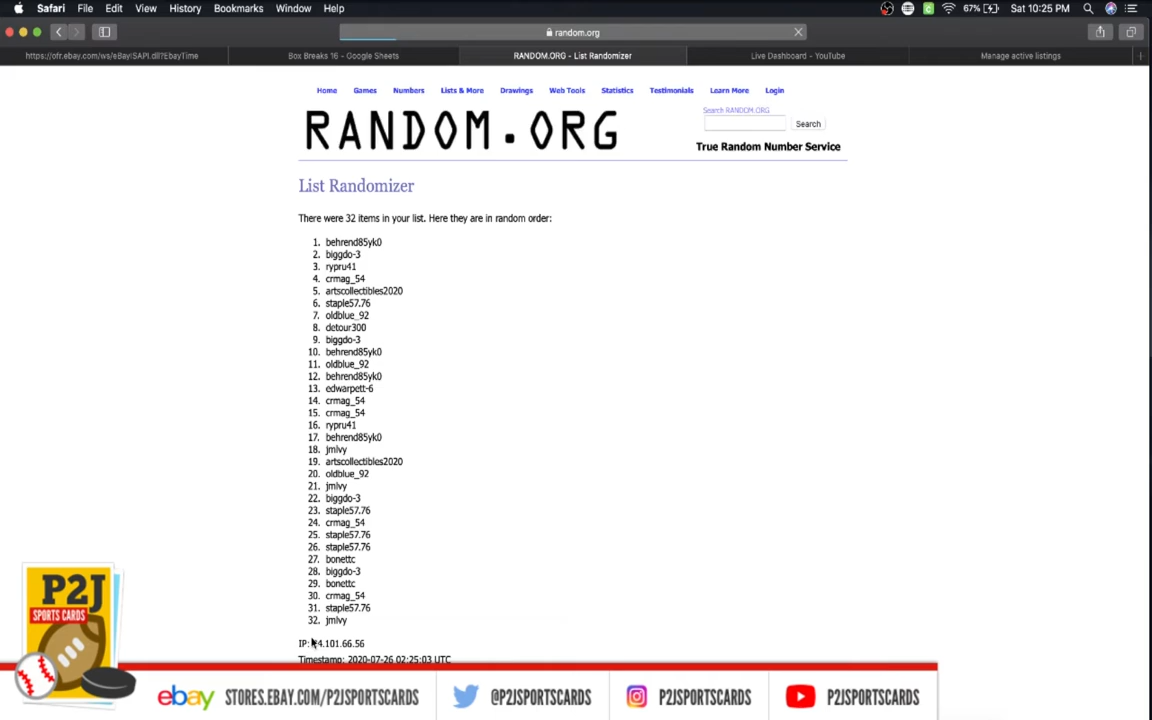 Safari File Edit View History Bookmarks Window Help 67% Sat 10:25 PM
random.org
https://ofr.ebay.com/ws/eBayISAPI.dll?EbayTime Box Breaks 16 - Google Sheets RANDOM.ORG - List Randomizer Live Dashboard - YouTube Manage active listings
Home Games Numbers Lists & More Drawings Web Tools Statistics Testimonials Learn More Login
Search RANDOM.ORG
RANDOM.ORG
Search
True Random Number Service
List Randomizer
There were 32 items in your list. Here they are in random order:
1. behrend85yk0
2. biggdo-3
3. rypru41
4. crmag_54
5. artscollectibles2020
6. staple57.76
7. oldblue_92
8. detour300
9. biggdo-3
10. behrend85yk0
11. oldblue_92
12. behrend85yk0
13. edwarpett-6
14. crmag_54
15. crmag_54
16. rypru41
17. behrend85yk0
18. jmlvy
19. artscollectibles2020
20. oldblue_92
21. jmlvy
22. biggdo-3
23. staple57.76
24. crmag_54
25. staple57.76
26. staple57.76
27. bonettc
28. biggdo-3
29. bonettc
30. crmag_54
31. staple57.76
32. jmlvy
IP:
Timestamp: 2020-07-26 02:25:03 UTC
P2J
SPORTS CARDS
ebay STORES.EBAY.COM/P2JSPORTSCARDS @P2JSPORTSCARDS P2JSPORTSCARDS P2JSPORTSCARDS